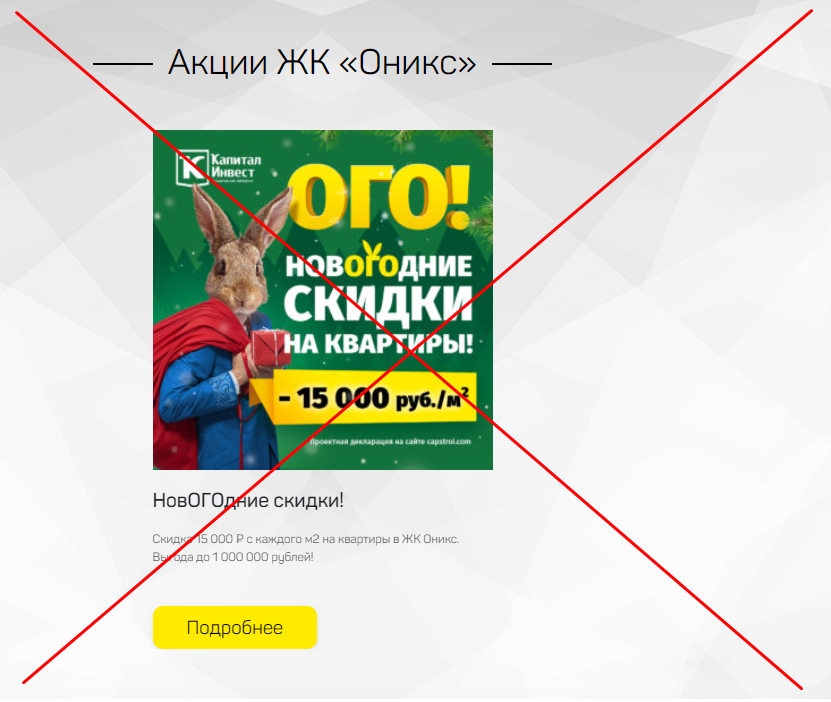 Акции ЖК «Оникс»
Капитал
Инвест
ОГО!
НОВОГОДНИЕ
СКИДКИ
НА КВАРТИРЫ!
- 15 000 руб./м²
Проектная декларация на сайте capstroi.com
НовОГОдние скидки!
Скидка 15 000 ₽ с каждого м2 на квартиры в ЖК Оникс.
Выгода до 1 000 000 рублей!
Подробнее